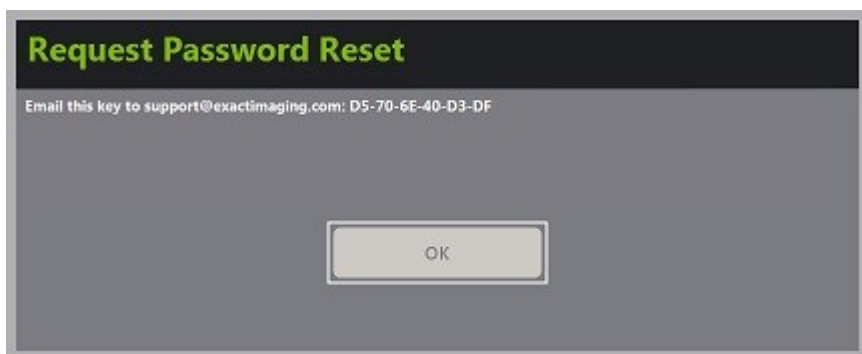 Request Password Reset
Email this key to support@exactimaging.com: D5-70-6E-40-D3-DF
OK